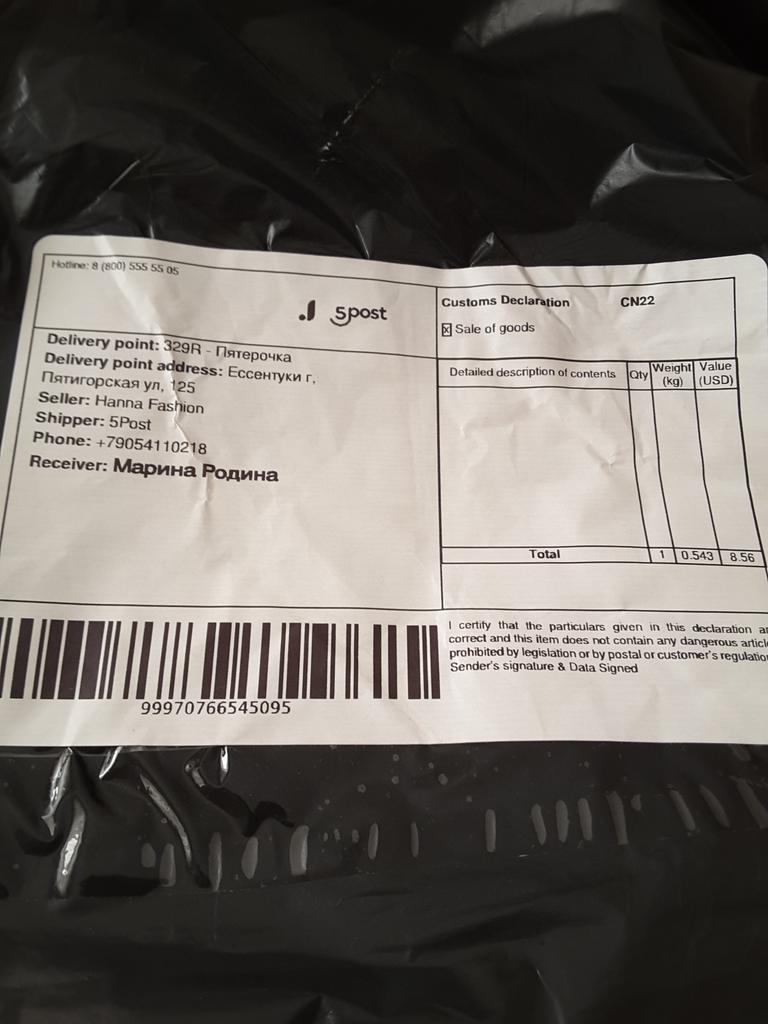 Hotline: 8 (800) 555 55 05
5post
Delivery point: 329R - Пятерочка
Delivery point address: Ессентуки г,
Пятигорская ул, 125
Seller: Hanna Fashion
Shipper: 5Post
Phone: +79054110218
Receiver: Марина Родина
Customs Declaration CN22
Sale of goods
Detailed description of contents Qty Weight (kg) Value (USD)
Total 1 0.543 8.56
99970766545095
I certify that the particulars given in this declaration
correct and this item does not contain any dangerous
prohibited by legislation or by postal or customer's
Sender's signature & Data Signed